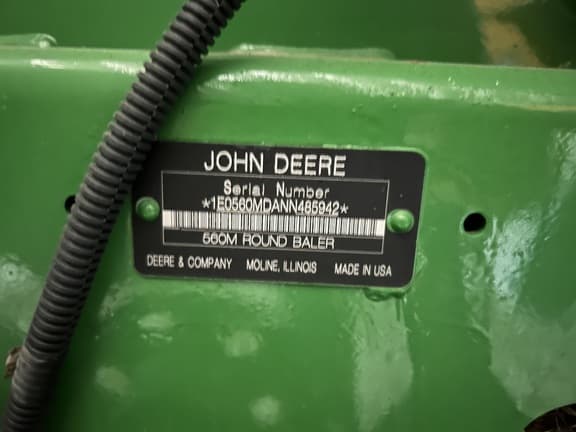 JOHN DEERE
Serial Number
*1E0560MDANN485942*
560M ROUND BALER
DEERE & COMPANY MOLINE, ILLINOIS MADE IN USA